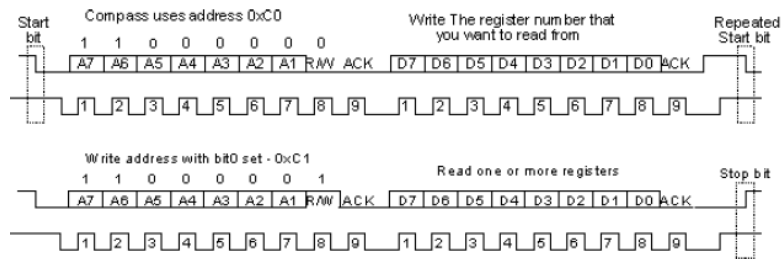 Start bit
Compass uses address 0xC0
Write The register number that
you want to read from
Repeated
Start bit
1 1 0 0 0 0 0 0
A7 A6 A5 A4 A3 A2 A1 R/W ACK D7 D6 D5 D4 D3 D2 D1 D0 ACK
1 2 3 4 5 6 7 8 9 1 2 3 4 5 6 7 8 9
Write address with bit0 set - 0xC1
Read one or more registers
Stop bit
1 1 0 0 0 0 0 1
A7 A6 A5 A4 A3 A2 A1 R/W ACK D7 D6 D5 D4 D3 D2 D1 D0 ACK
1 2 3 4 5 6 7 8 9 1 2 3 4 5 6 7 8 9